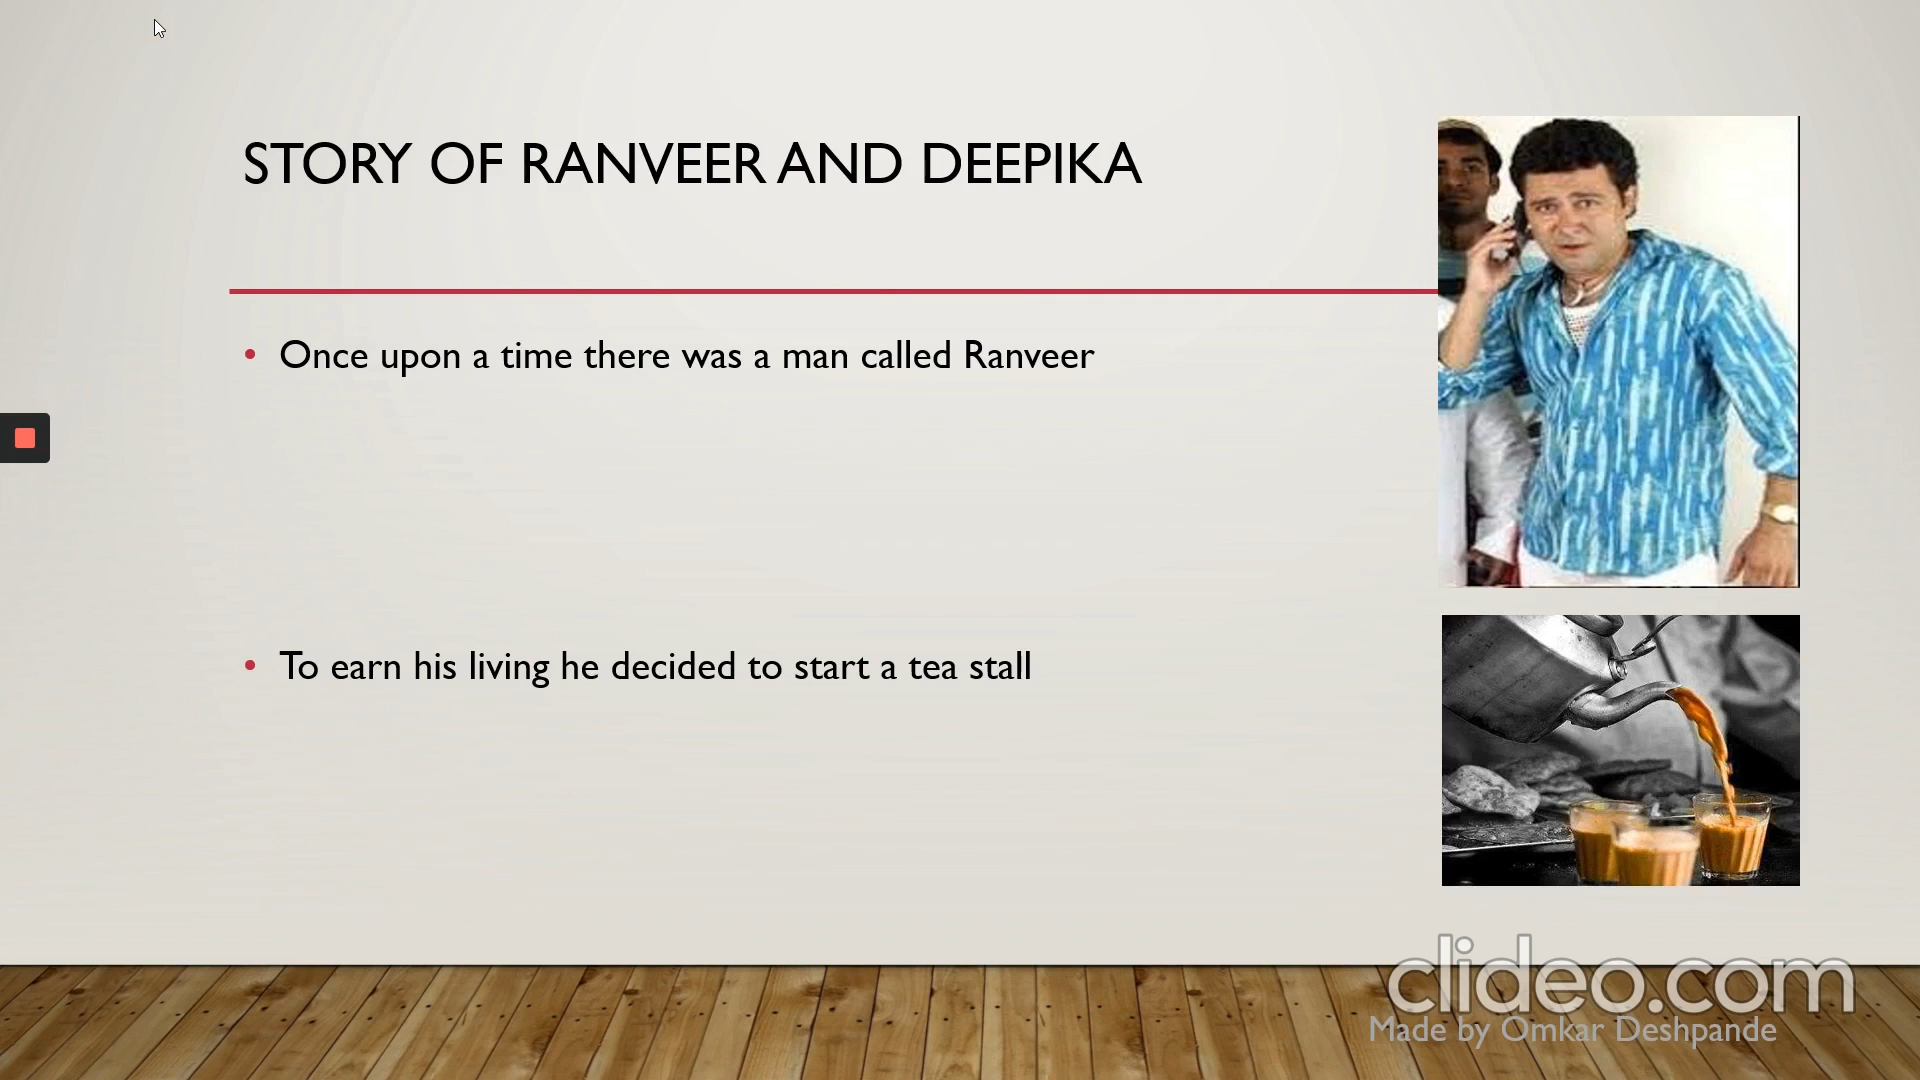 STORY OF RANVEER AND DEEPIKA
• Once upon a time there was a man called Ranveer
• To earn his living he decided to start a tea stall
clideo.com
Made by Omkar Deshpande